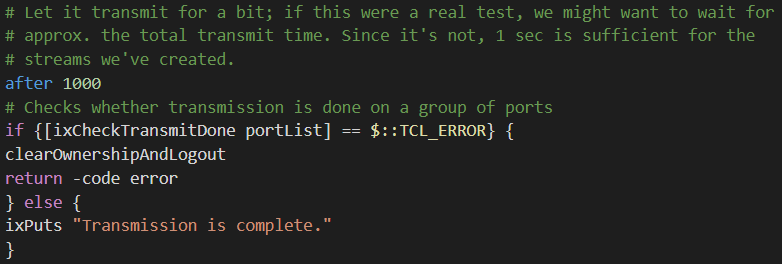 # Let it transmit for a bit; if this were a real test, we might want to wait for
# approx. the total transmit time. Since it's not, 1 sec is sufficient for the
# streams we've created.
after 1000
# Checks whether transmission is done on a group of ports
if {[ixCheckTransmitDone portList] == $::TCL_ERROR} {
clearOwnershipAndLogout
return -code error
} else {
ixPuts "Transmission is complete."
}